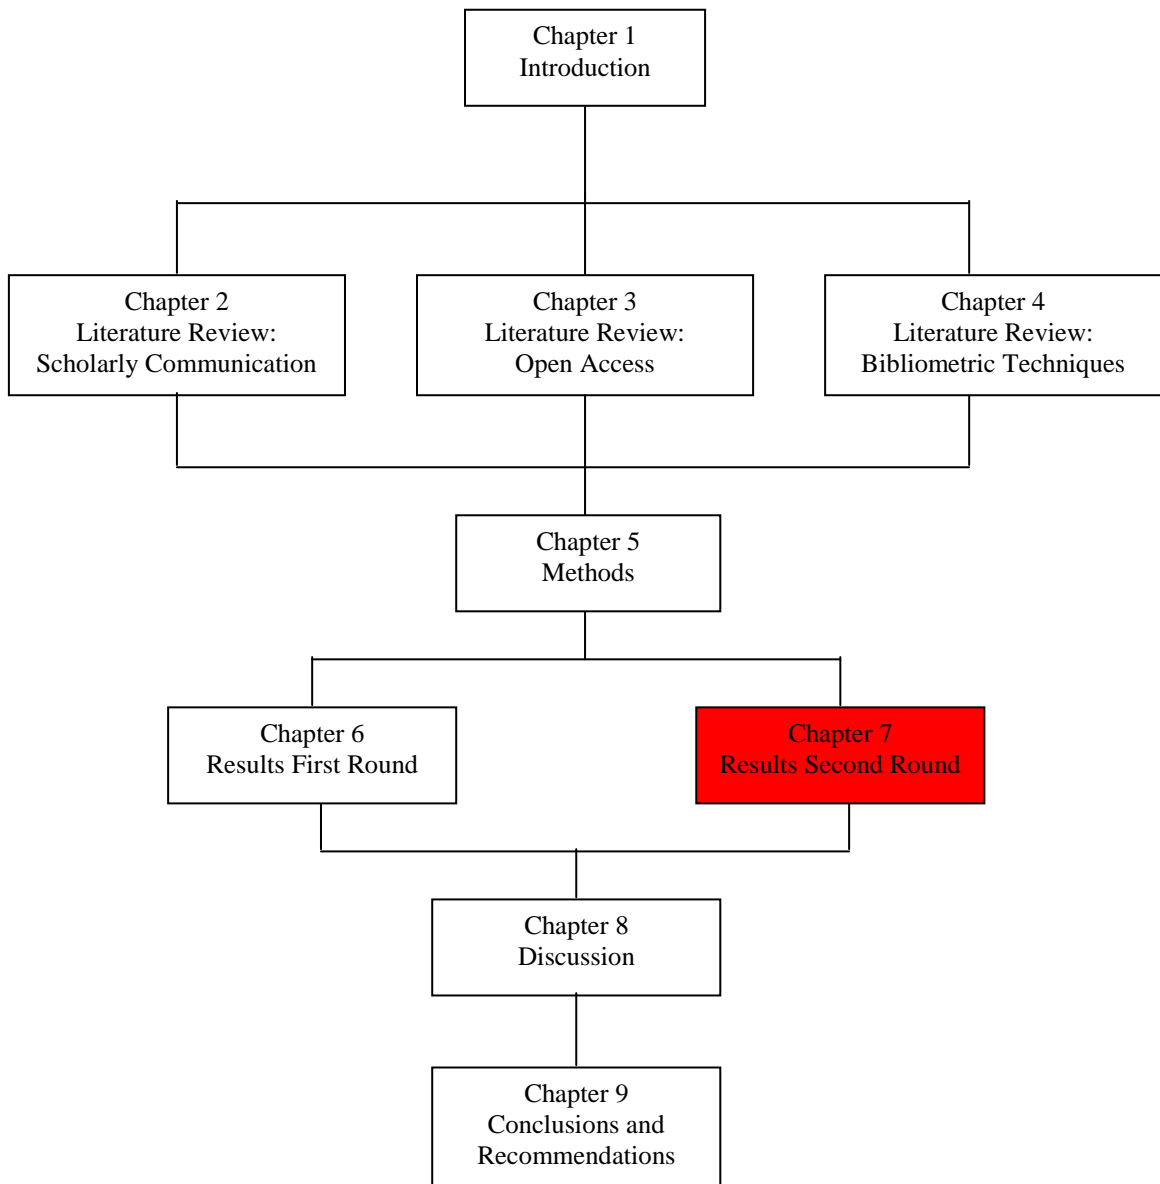 Chapter 1
Introduction
Chapter 2
Literature Review:
Scholarly Communication
Chapter 3
Literature Review:
Open Access
Chapter 4
Literature Review:
Bibliometric Techniques
Chapter 5
Methods
Chapter 6
Results First Round
Chapter 7
Results Second Round
Chapter 8
Discussion
Chapter 9
Conclusions and
Recommendations